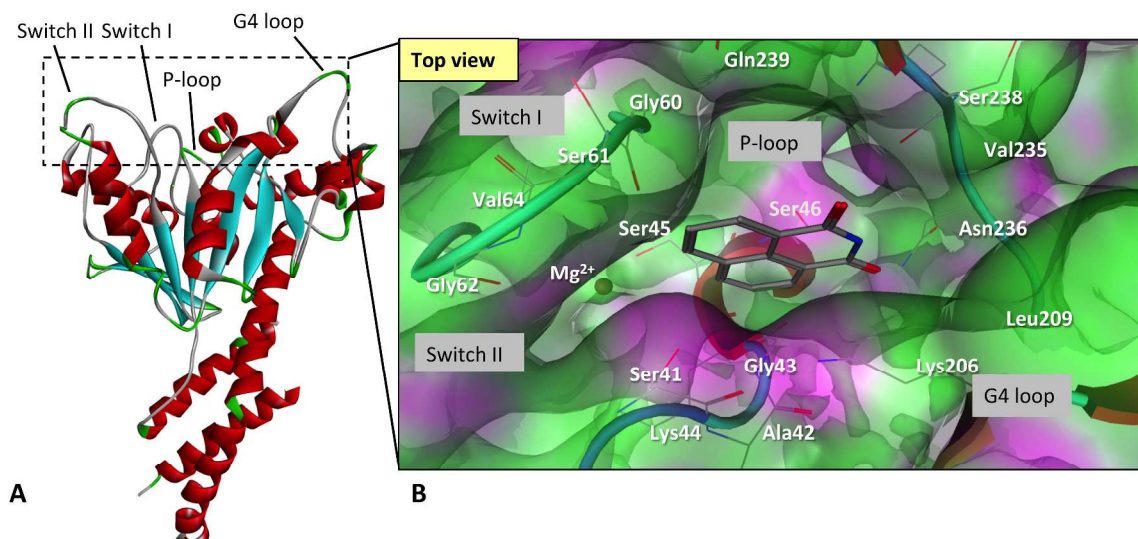 Switch II Switch I
G4 loop
P-loop
A
Top view
Gln239
Switch I
Gly60
Ser238
P-loop
Ser61
Val235
Val64
Ser46
Ser45
Asn236
Mg²⁺
Gly62
Leu209
Switch II
Ser41
Gly43
Lys206
G4 loop
Lys44
Ala42
B